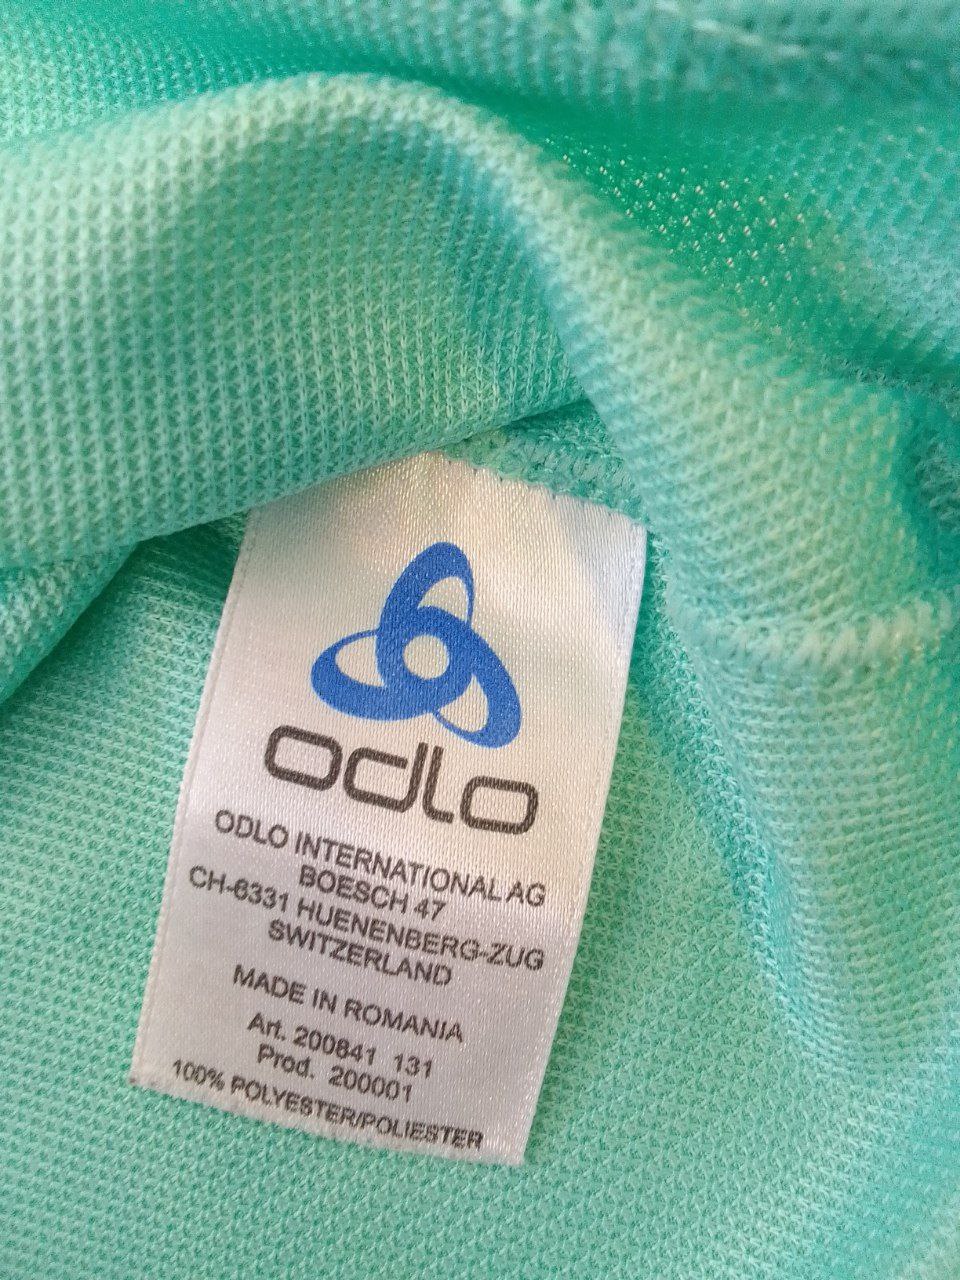 odlo
ODLO INTERNATIONAL AG
BOESCH 47
CH-6331 HUENENBERG-ZUG
SWITZERLAND
MADE IN ROMANIA
Art. 200841 131
Prod. 200001
100% POLYESTER/POLIESTER